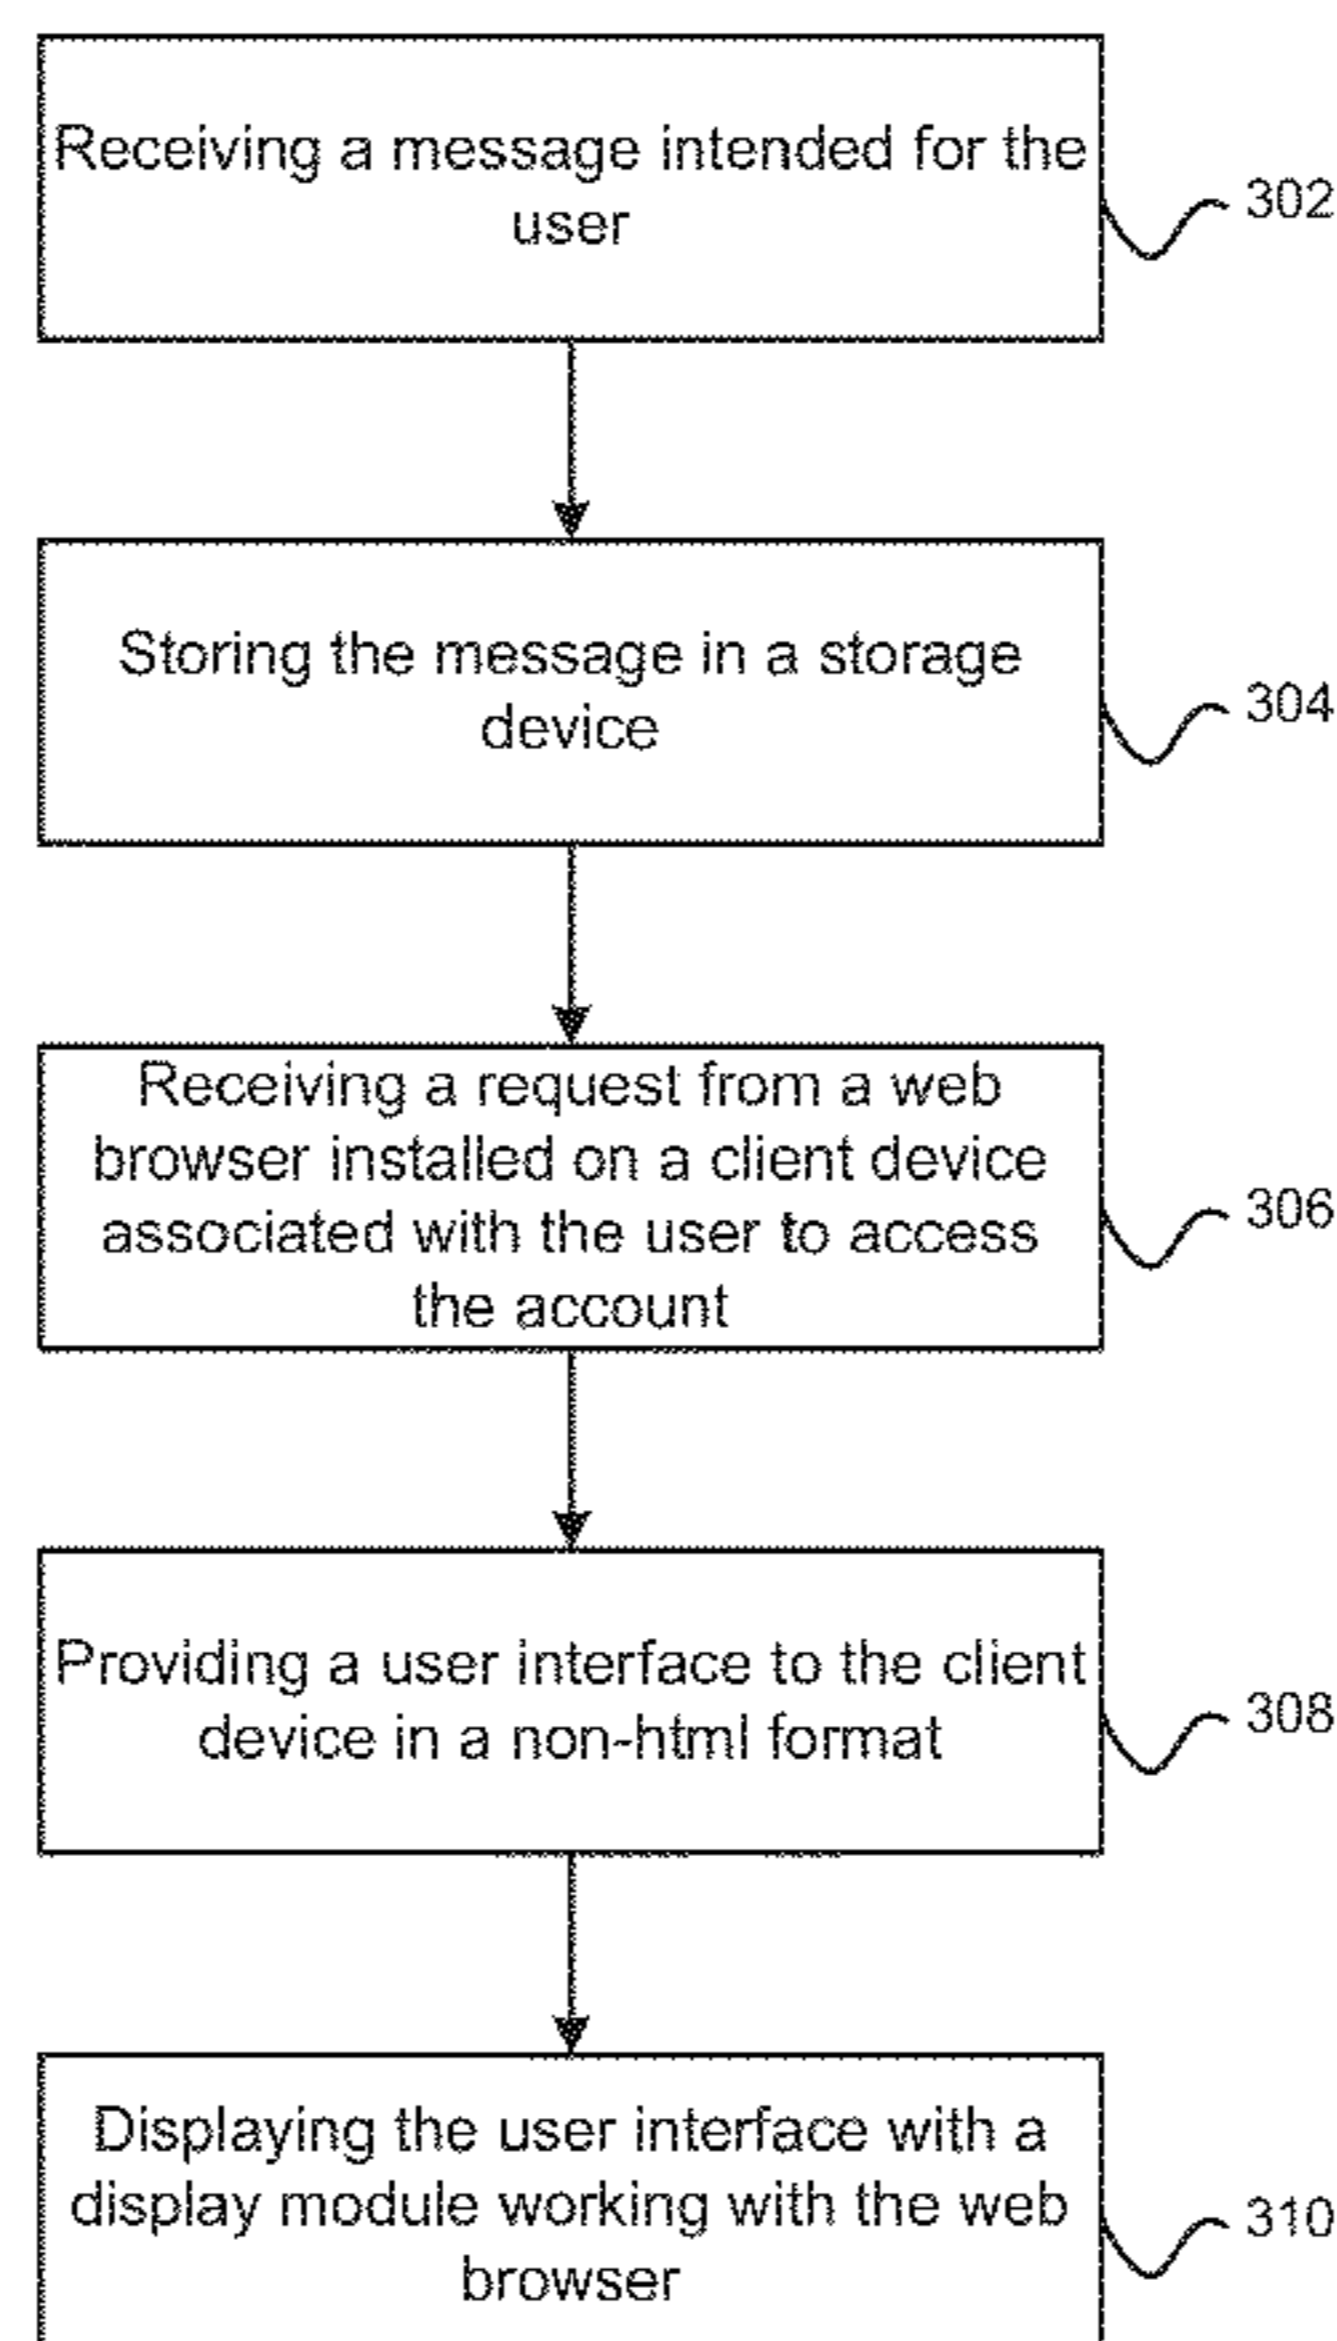 Receiving a message intended for the
user
302
Storing the message in a storage
device
304
Receiving a request from a web
browser installed on a client device
associated with the user to access
the account
306
Providing a user interface to the client
device in a non-html format
308
Displaying the user interface with a
display module working with the web
browser
310